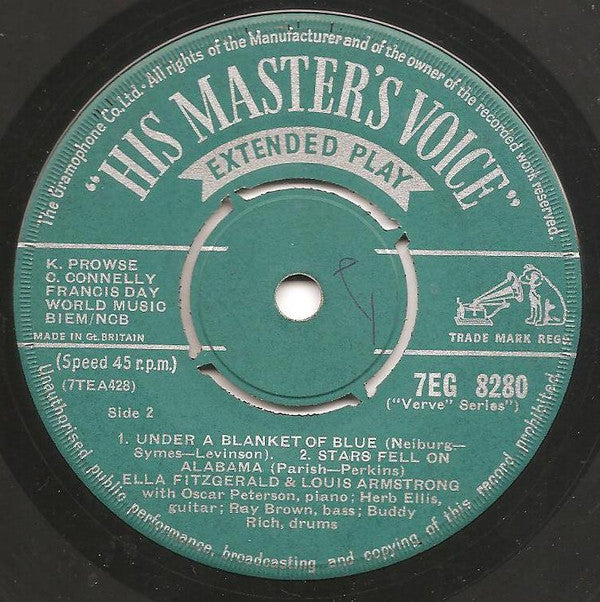 The Gramophone Co. Ltd. · All rights of the Manufacturer and of the owner of the recorded work reserved.
"HIS MASTER'S VOICE"
EXTENDED PLAY
K. PROWSE
C. CONNELLY
FRANCIS DAY
WORLD MUSIC
BIEM/NCB
MADE IN Gt. BRITAIN
TRADE MARK REGD
(Speed 45 r.p.m.)
(7TEA428)
7EG 8280
("Verve" Series")
Side 2
1. UNDER A BLANKET OF BLUE (Neiburg—
Symes—Levinson). 2. STARS FELL ON
ALABAMA (Parish—Perkins)
ELLA FITZGERALD & LOUIS ARMSTRONG
with Oscar Peterson, piano; Herb Ellis,
guitar; Ray Brown, bass; Buddy
Rich, drums
Unauthorised public performance, broadcasting and copying of this record prohibited.